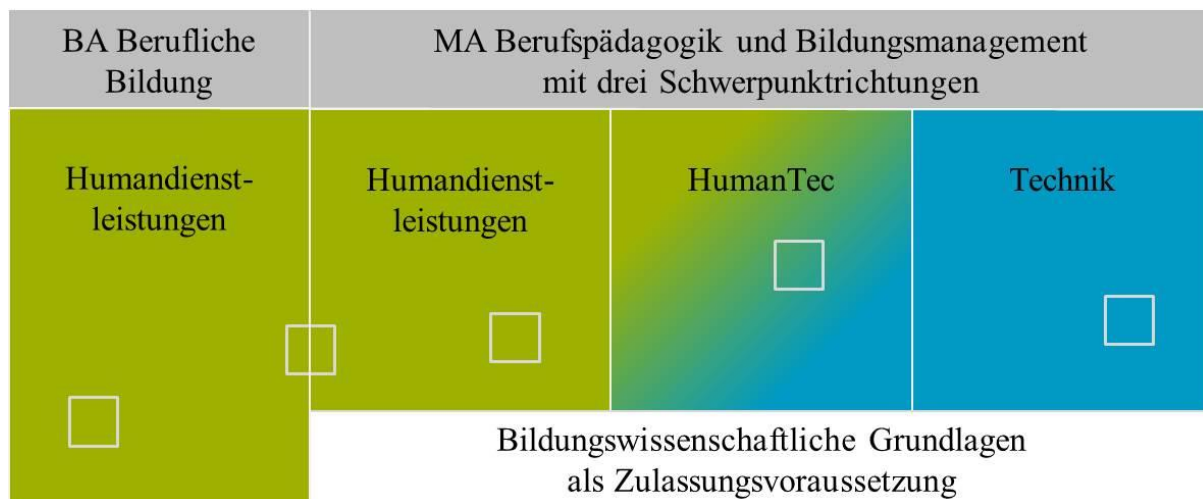 BA Berufliche
Bildung
MA Berufspädagogik und Bildungsmanagement
mit drei Schwerpunktrichtungen
Humandienst-
leistungen
Humandienst-
leistungen
HumanTec
Technik
Bildungswissenschaftliche Grundlagen
als Zulassungsvoraussetzung